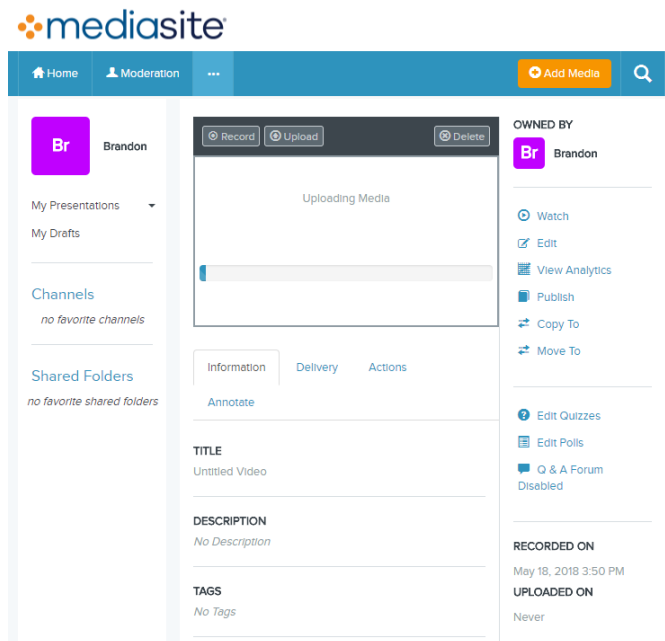 mediasite
Home
Moderation
...
Add Media
Br
Brandon
My Presentations
My Drafts
Channels
no favorite channels
Shared Folders
no favorite shared folders
Record
Upload
Delete
Uploading Media
Information
Delivery
Actions
Annotate
TITLE
Untitled Video
DESCRIPTION
No Description
TAGS
No Tags
OWNED BY
Br
Brandon
Watch
Edit
View Analytics
Publish
Copy To
Move To
Edit Quizzes
Edit Polls
Q & A Forum
Disabled
RECORDED ON
May 18, 2018 3:50 PM
UPLOADED ON
Never